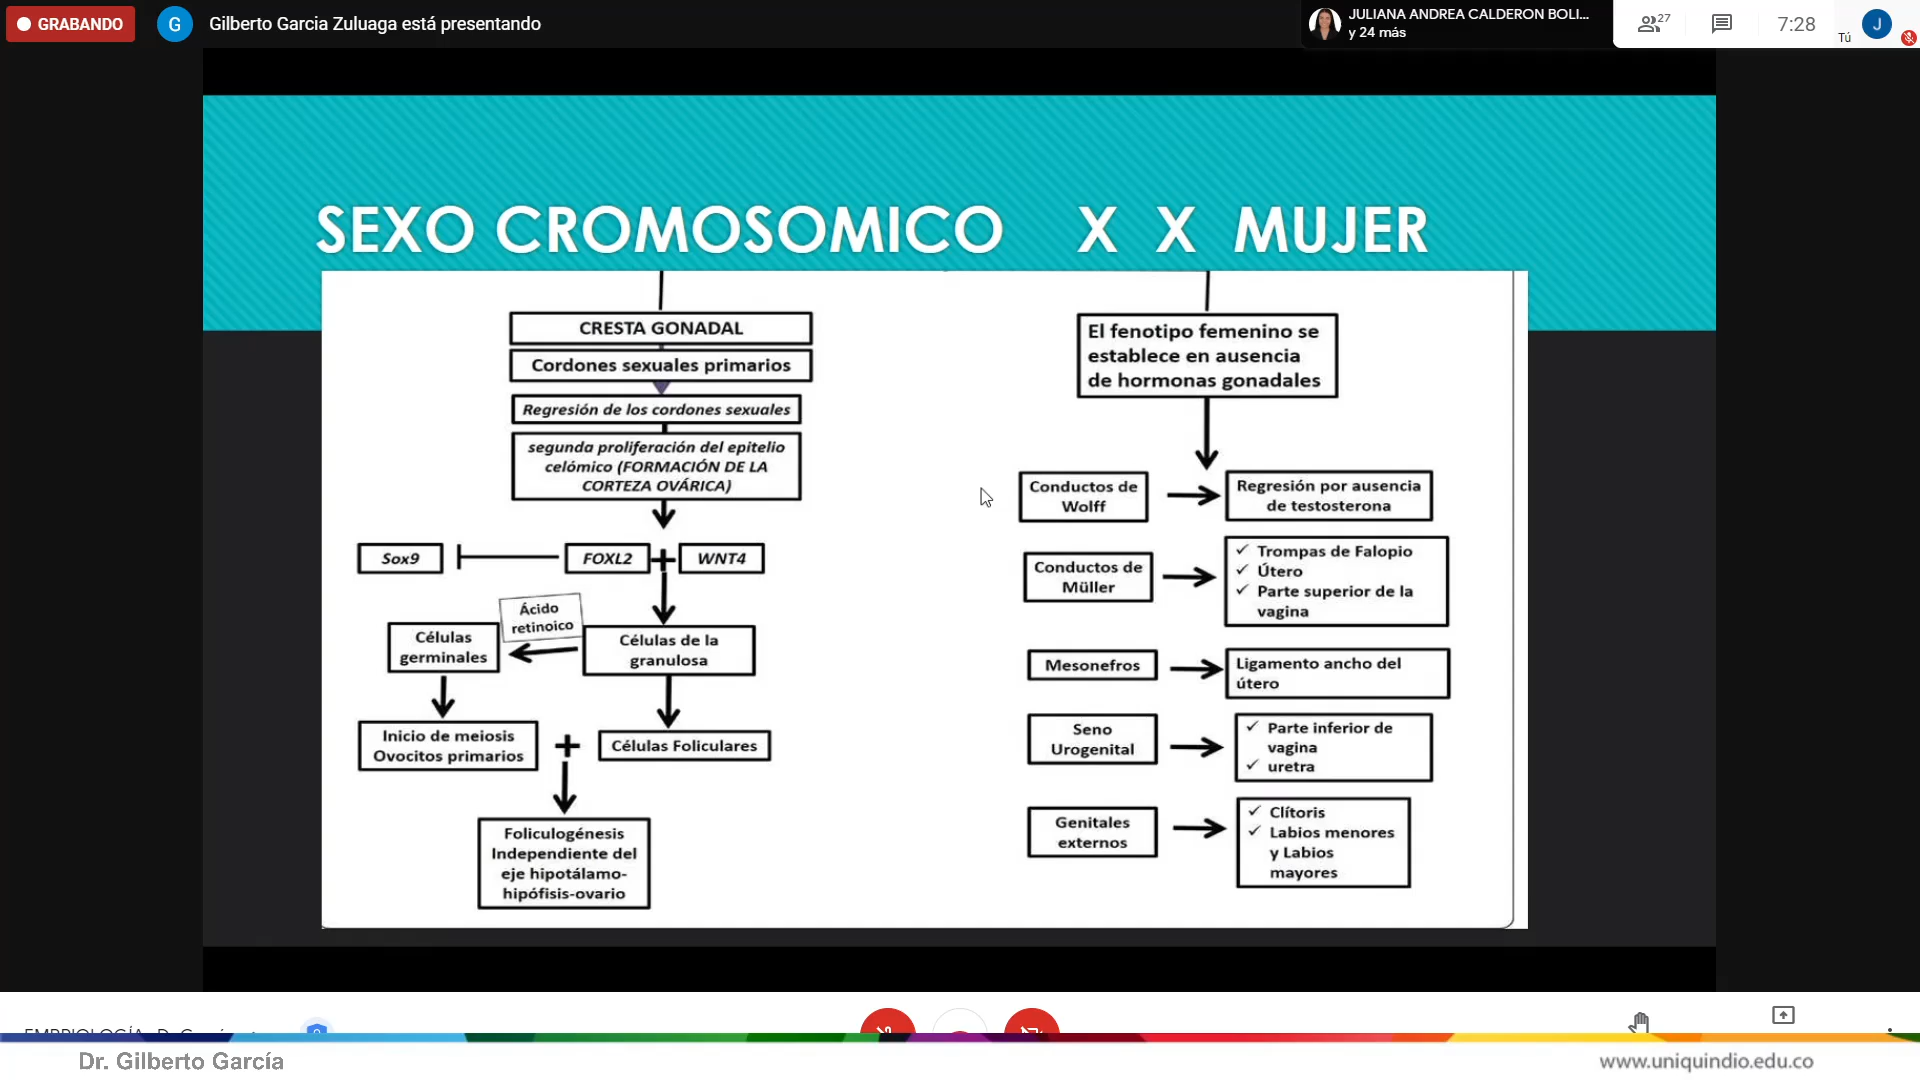 GRABANDO
G
Gilberto Garcia Zuluaga está presentando
JULIANA ANDREA CALDERON BOLI...
y 24 más
27
7:28
Tú
J
SEXO CROMOSOMICO X X MUJER
CRESTA GONADAL
Cordones sexuales primarios
Regresión de los cordones sexuales
segunda proliferación del epitelio
celómico (FORMACIÓN DE LA
CORTEZA OVÁRICA)
Sox9
FOXL2
+
WNT4
Ácido
retinoico
Células
germinales
Células de la
granulosa
Inicio de meiosis
Ovocitos primarios
+
Células Foliculares
Foliculogénesis
Independiente del
eje hipotálamo-
hipófisis-ovario
El fenotipo femenino se
establece en ausencia
de hormonas gonadales
Conductos de
Wolff
Regresión por ausencia
de testosterona
Conductos de
Müller
✓ Trompas de Falopio
✓ Útero
✓ Parte superior de la
vagina
Mesonefros
Ligamento ancho del
útero
Seno
Urogenital
✓ Parte inferior de
vagina
✓ uretra
Genitales
externos
✓ Clítoris
✓ Labios menores
y Labios
mayores
Dr. Gilberto García
www.uniquindio.edu.co